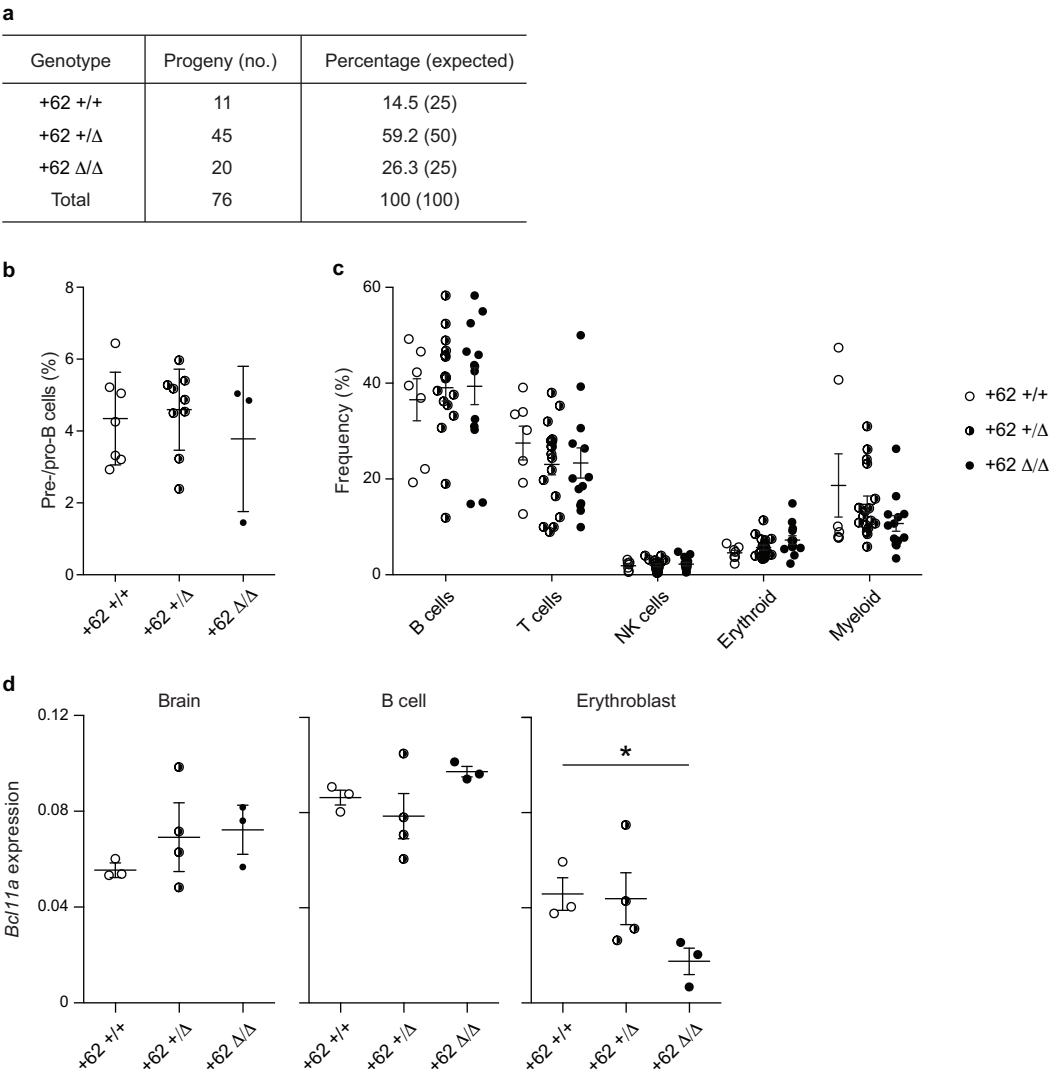 a
Genotype Progeny (no.) Percentage (expected)
+62 +/+ 11 14.5 (25)
+62 +/Δ 45 59.2 (50)
+62 Δ/Δ 20 26.3 (25)
Total 76 100 (100)
b
Pre-/pro-B cells (%)
8
6
4
2
0
+62 +/+ +62 +/Δ +62 Δ/Δ
c
Frequency (%)
60
40
20
0
B cells T cells NK cells Erythroid Myeloid
+62 +/+
+62 +/Δ
+62 Δ/Δ
d
Brain B cell Erythroblast
Bcl11a expression
0.12
0.08
0.04
0
*
+62 +/+ +62 +/Δ +62 Δ/Δ +62 +/+ +62 +/Δ +62 Δ/Δ +62 +/+ +62 +/Δ +62 Δ/Δ